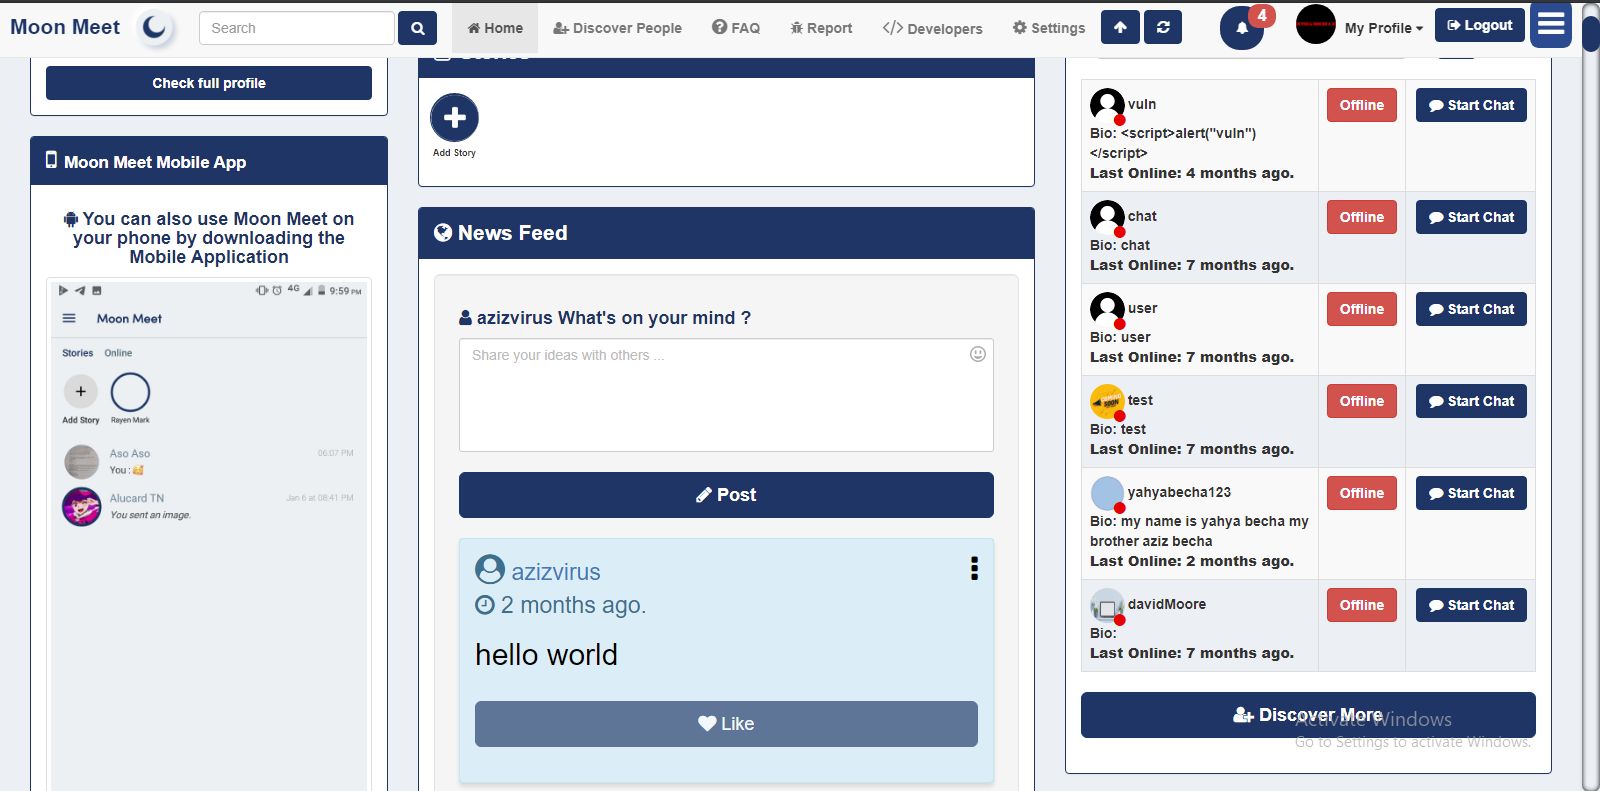 Moon Meet
Search
Home
Discover People
FAQ
Report
</> Developers
Settings
4
My Profile
Logout
Check full profile
Moon Meet Mobile App
You can also use Moon Meet on
your phone by downloading the
Mobile Application
4G
9:59 PM
Moon Meet
Stories
Online
Add Story
Rayen Mark
Aso Aso
06:07 PM
You :
Alucard TN
Jan 6 at 08:41 PM
You sent an image.
Add Story
News Feed
azizvirus What's on your mind ?
Share your ideas with others ...
Post
azizvirus
2 months ago.
hello world
Like
vuln
Bio: <script>alert("vuln")
</script>
Last Online: 4 months ago.
Offline
Start Chat
chat
Bio: chat
Last Online: 7 months ago.
Offline
Start Chat
user
Bio: user
Last Online: 7 months ago.
Offline
Start Chat
test
Bio: test
Last Online: 7 months ago.
Offline
Start Chat
yahyabecha123
Bio: my name is yahya becha my
brother aziz becha
Last Online: 2 months ago.
Offline
Start Chat
davidMoore
Bio:
Last Online: 7 months ago.
Offline
Start Chat
Discover More
Activate Windows
Go to Settings to activate Windows.